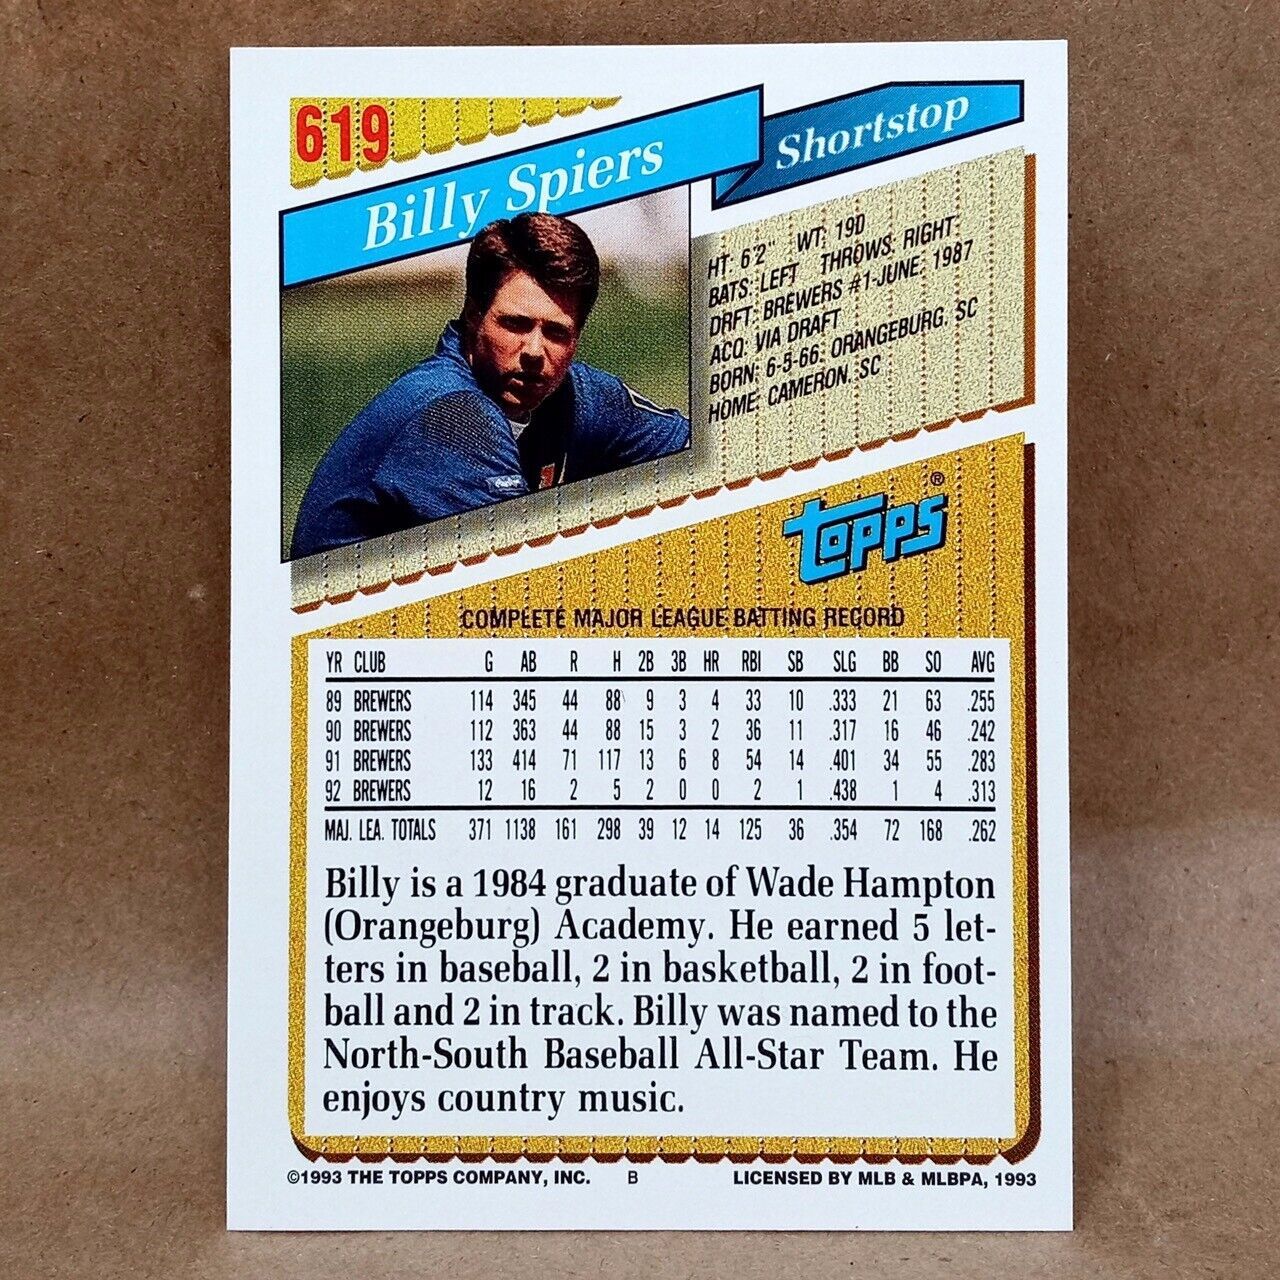 619
Billy Spiers
Shortstop
HT: 6'2" WT: 190
BATS: LEFT THROWS: RIGHT
DRFT: BREWERS #1-JUNE, 1987
ACQ: VIA DRAFT
BORN: 6-5-66, ORANGEBURG, SC
HOME: CAMERON, SC
topps®
COMPLETE MAJOR LEAGUE BATTING RECORD
YR CLUB G AB R H 2B 3B HR RBI SB SLG BB SO AVG
89 BREWERS 114 345 44 88 9 3 4 33 10 .333 21 63 .255
90 BREWERS 112 363 44 88 15 3 2 36 11 .317 16 46 .242
91 BREWERS 133 414 71 117 13 6 8 54 14 .401 34 55 .283
92 BREWERS 12 16 2 5 2 0 0 2 1 .438 1 4 .313
MAJ. LEA. TOTALS 371 1138 161 298 39 12 14 125 36 .354 72 168 .262
Billy is a 1984 graduate of Wade Hampton
(Orangeburg) Academy. He earned 5 let-
ters in baseball, 2 in basketball, 2 in foot-
ball and 2 in track. Billy was named to the
North-South Baseball All-Star Team. He
enjoys country music.
©1993 THE TOPPS COMPANY, INC. B LICENSED BY MLB & MLBPA, 1993